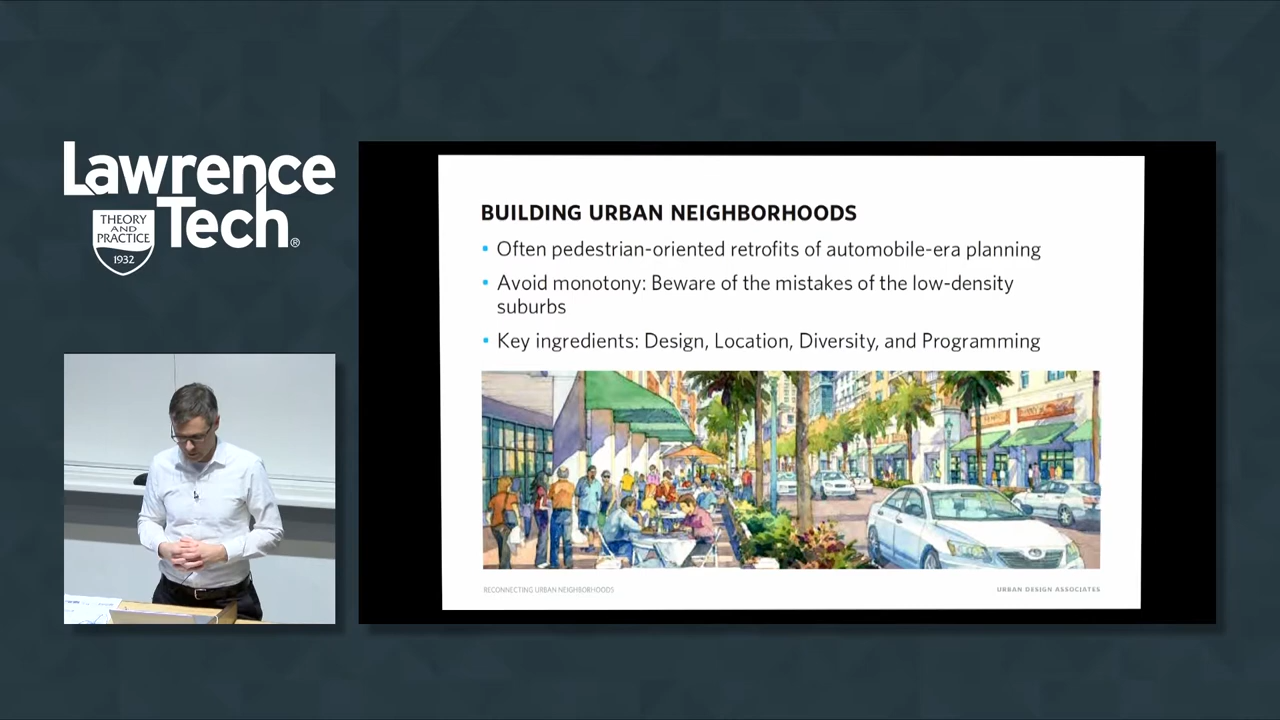 Lawrence
Tech®
THEORY
AND
PRACTICE
1932
BUILDING URBAN NEIGHBORHOODS
• Often pedestrian-oriented retrofits of automobile-era planning
• Avoid monotony: Beware of the mistakes of the low-density
suburbs
• Key ingredients: Design, Location, Diversity, and Programming
RECONNECTING URBAN NEIGHBORHOODS
URBAN DESIGN ASSOCIATES